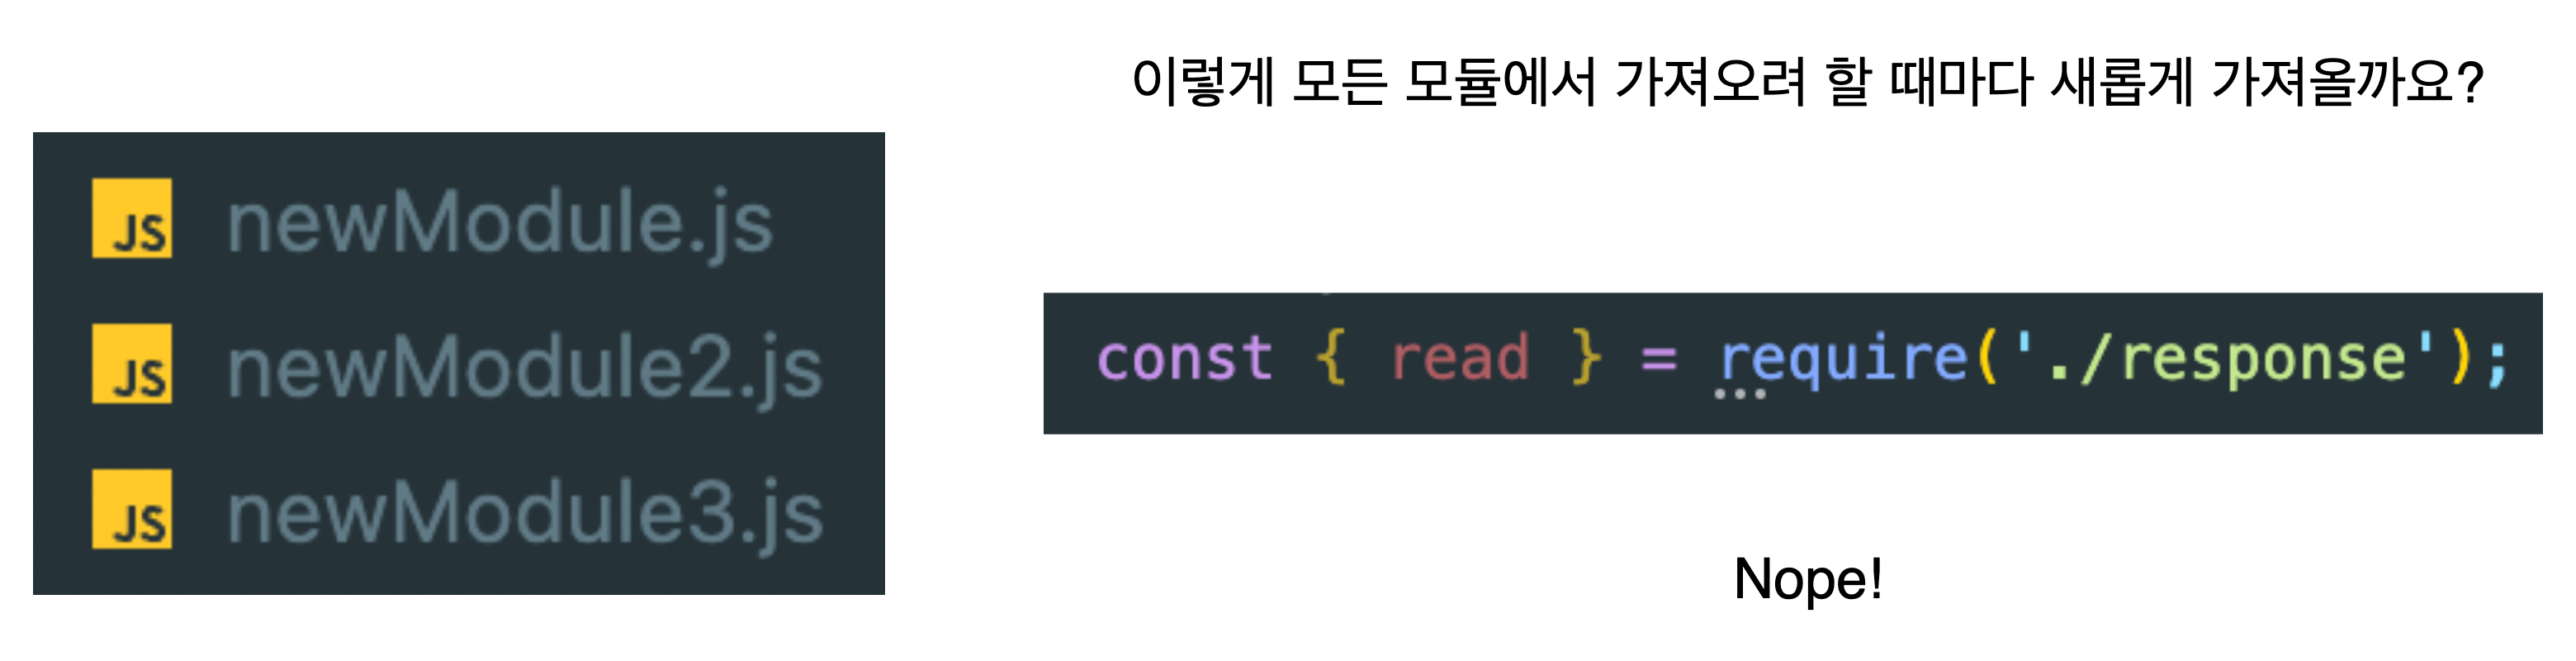 이렇게 모든 모듈에서 가져오려 할 때마다 새롭게 가져올까요?
JS newModule.js
JS newModule2.js
JS newModule3.js
const { read } = require('./response');
Nope!